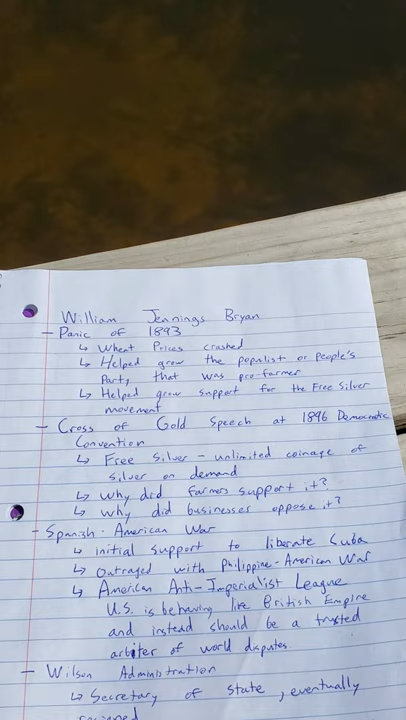 William Jennings Bryan
- Panic of 1893
↳ Wheat Prices crashed
↳ Helped grow the populist or People's
Party, that was pro-farmer
↳ Helped grow support for the Free Silver
movement
- Cross of Gold Speech at 1896 Democratic
Convention
↳ Free Silver - unlimited coinage of
silver on demand
↳ why did farmers support it?
↳ why did businesses oppose it?
- Spanish-American War
↳ initial support to liberate Cuba
↳ outraged with Philippine-American War
↳ American Anti-Imperialist League
U.S. is behaving like British Empire
and instead should be a trusted
arbiter of world disputes
- Wilson Administration
↳ Secretary of state, eventually
resigned